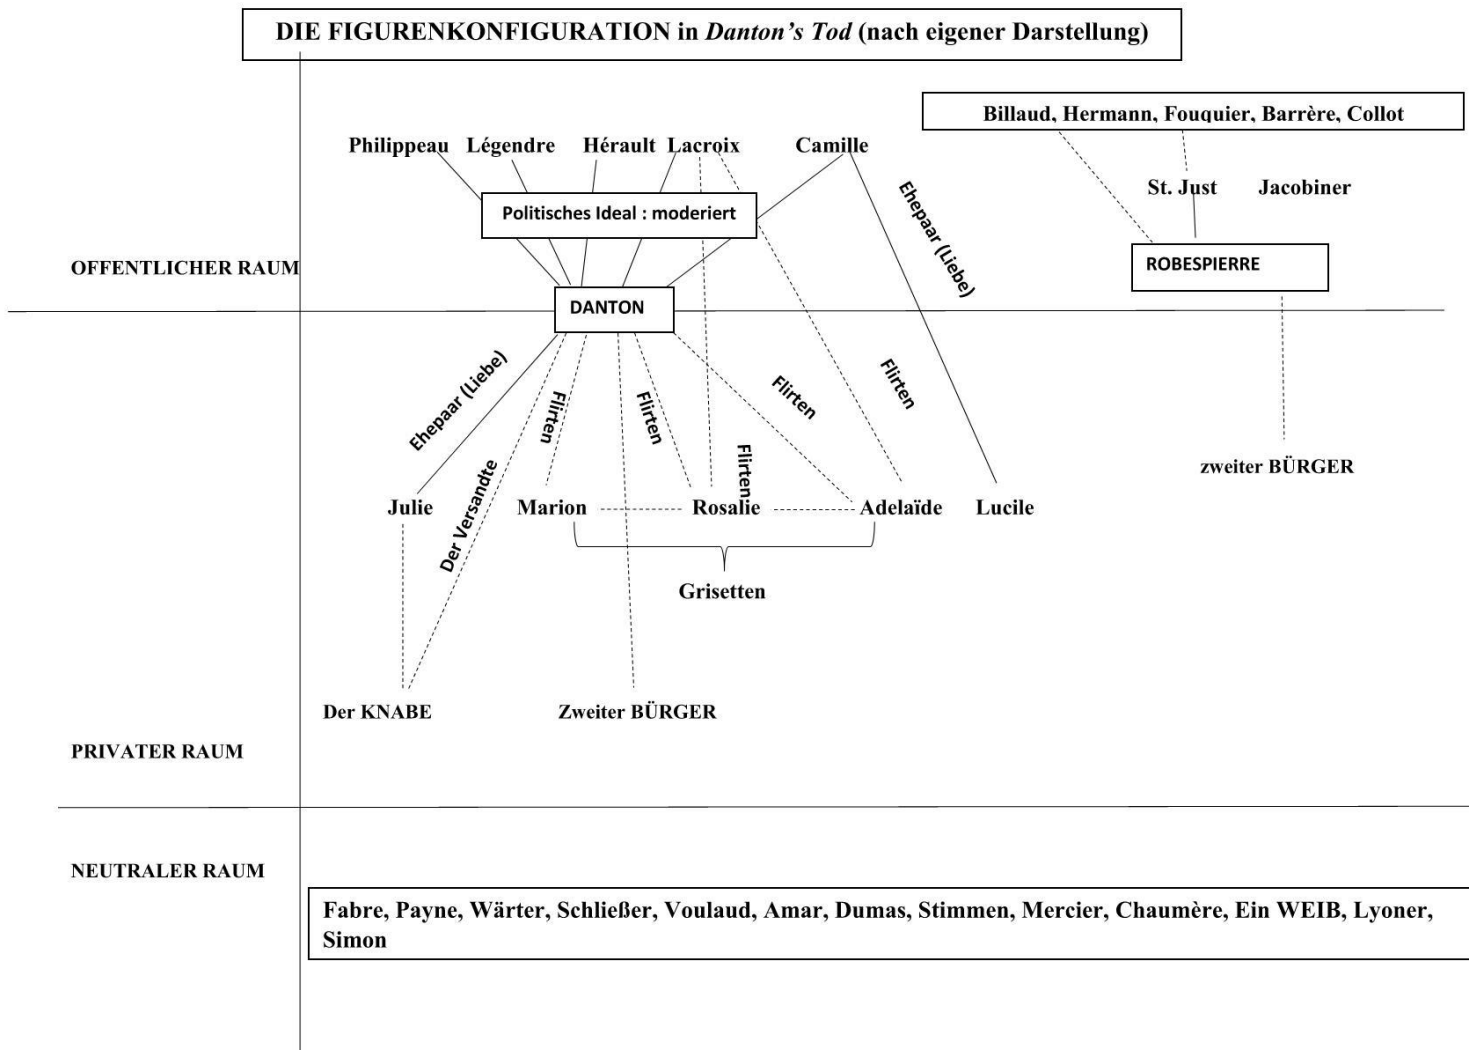 DIE FIGURENKONFIGURATION in Danton's Tod (nach eigener Darstellung)
Billaud, Hermann, Fouquier, Barrère, Collot
Philippeau Légendre Hérault Lacroix Camille
St. Just Jacobiner
Politisches Ideal : moderiert
Ehepaar (Liebe)
ROBESPIERRE
OFFENTLICHER RAUM
DANTON
Ehepaar (Liebe)
Flirten
Flirten
Flirten
Flirten
Flirten
Der Versandte
zweiter BÜRGER
Julie Marion Rosalie Adelaïde Lucile
Grisetten
Der KNABE Zweiter BÜRGER
PRIVATER RAUM
NEUTRALER RAUM
Fabre, Payne, Wärter, Schließer, Voulaud, Amar, Dumas, Stimmen, Mercier, Chaumère, Ein WEIB, Lyoner,
Simon